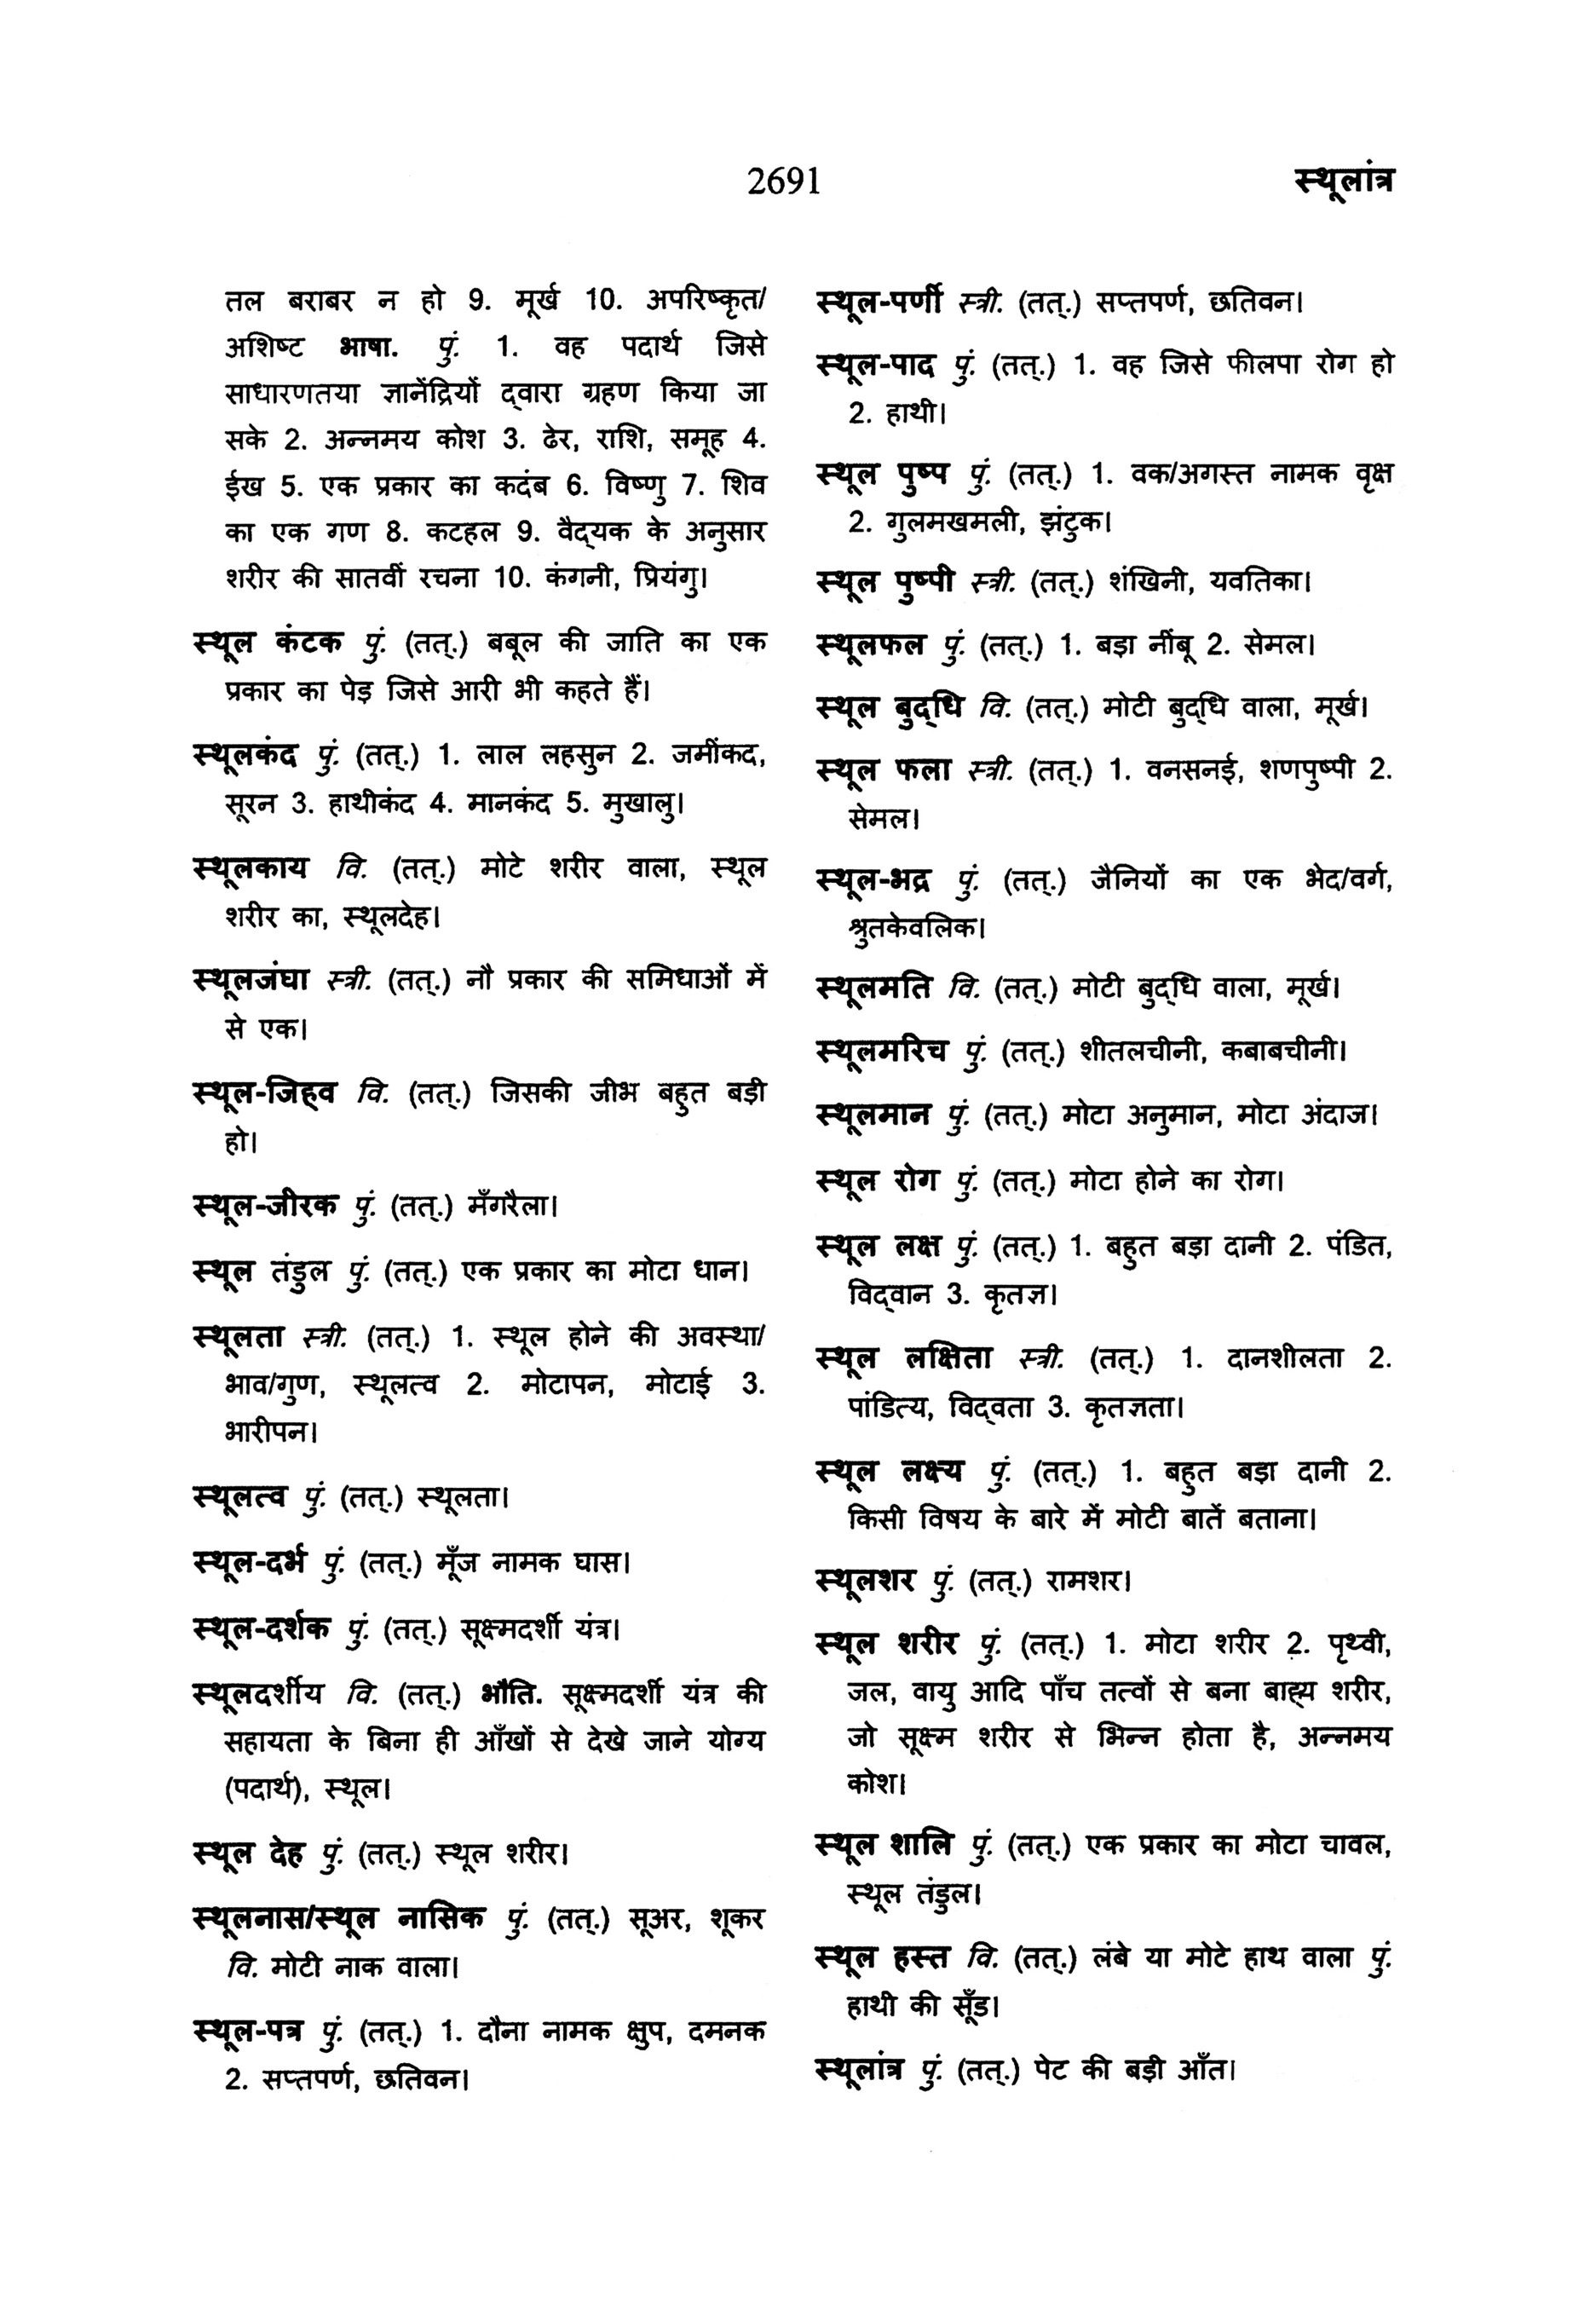 2691
स्थूलांत्र
तल बराबर न हो 9. मूर्ख 10. अपरिष्कृत/
अशिष्ट भाषा. पुं. 1. वह पदार्थ जिसे
साधारणतया ज्ञानेंद्रियों द्‌वारा ग्रहण किया जा
सके 2. अन्नमय कोश 3. ढेर, राशि, समूह 4.
ईख 5. एक प्रकार का कदंब 6. विष्णु 7. शिव
का एक गण 8. कटहल 9. वैद्‌यक के अनुसार
शरीर की सातवीं रचना 10. कंगनी, प्रियंगु।
स्थूल कंटक पुं. (तत्.) बबूल की जाति का एक
प्रकार का पेड़ जिसे आरी भी कहते हैं।
स्थूलकंद पुं. (तत्.) 1. लाल लहसुन 2. जमींकद,
सूरन 3. हाथीकंद 4. मानकंद 5. मुखालु।
स्थूलकाय वि. (तत्.) मोटे शरीर वाला, स्थूल
शरीर का, स्थूलदेह।
स्थूलजंघा स्त्री. (तत्.) नौ प्रकार की समिधाओं में
से एक।
स्थूल-जिह्‌व वि. (तत्.) जिसकी जीभ बहुत बड़ी
हो।
स्थूल-जीरक पुं. (तत्.) मँगरैला।
स्थूल तंडुल पुं. (तत्.) एक प्रकार का मोटा धान।
स्थूलता स्त्री. (तत्.) 1. स्थूल होने की अवस्था/
भाव/गुण, स्थूलत्व 2. मोटापन, मोटाई 3.
भारीपन।
स्थूलत्व पुं. (तत्.) स्थूलता।
स्थूल-दर्भ पुं. (तत्.) मूँज नामक घास।
स्थूल-दर्शक पुं. (तत्.) सूक्ष्मदर्शी यंत्र।
स्थूलदर्शीय वि. (तत्.) भौति. सूक्ष्मदर्शी यंत्र की
सहायता के बिना ही आँखों से देखे जाने योग्य
(पदार्थ), स्थूल।
स्थूल देह पुं. (तत्.) स्थूल शरीर।
स्थूलनास/स्थूल नासिक पुं. (तत्.) सूअर, शूकर
वि. मोटी नाक वाला।
स्थूल-पत्र पुं. (तत्.) 1. दौना नामक क्षुप, दमनक
2. सप्तपर्ण, छतिवन।
स्थूल-पर्णी स्त्री. (तत्.) सप्तपर्ण, छतिवन।
स्थूल-पाद पुं. (तत्.) 1. वह जिसे फीलपा रोग हो
2. हाथी।
स्थूल पुष्प पुं. (तत्.) 1. वक/अगस्त नामक वृक्ष
2. गुलमखमली, झंटुक।
स्थूल पुष्पी स्त्री. (तत्.) शंखिनी, यवतिका।
स्थूलफल पुं. (तत्.) 1. बड़ा नींबू 2. सेमल।
स्थूल बुद्‌धि वि. (तत्.) मोटी बुद्‌धि वाला, मूर्ख।
स्थूल फला स्त्री. (तत्.) 1. वनसनई, शणपुष्पी 2.
सेमल।
स्थूल-भद्र पुं. (तत्.) जैनियों का एक भेद/वर्ग,
श्रुतकेवलिक।
स्थूलमति वि. (तत्.) मोटी बुद्‌धि वाला, मूर्ख।
स्थूलमरिच पुं. (तत्.) शीतलचीनी, कबाबचीनी।
स्थूलमान पुं. (तत्.) मोटा अनुमान, मोटा अंदाज।
स्थूल रोग पुं. (तत्.) मोटा होने का रोग।
स्थूल लक्ष पुं. (तत्.) 1. बहुत बड़ा दानी 2. पंडित,
विद्‌वान 3. कृतज्ञ।
स्थूल लक्षिता स्त्री. (तत्.) 1. दानशीलता 2.
पांडित्य, विद्‌वता 3. कृतज्ञता।
स्थूल लक्ष्य पुं. (तत्.) 1. बहुत बड़ा दानी 2.
किसी विषय के बारे में मोटी बातें बताना।
स्थूलशर पुं. (तत्.) रामशर।
स्थूल शरीर पुं. (तत्.) 1. मोटा शरीर 2. पृथ्वी,
जल, वायु आदि पाँच तत्वों से बना बाह्‌य शरीर,
जो सूक्ष्म शरीर से भिन्न होता है, अन्नमय
कोश।
स्थूल शालि पुं. (तत्.) एक प्रकार का मोटा चावल,
स्थूल तंडुल।
स्थूल हस्त वि. (तत्.) लंबे या मोटे हाथ वाला पुं.
हाथी की सूँड।
स्थूलांत्र पुं. (तत्.) पेट की बड़ी आँत।